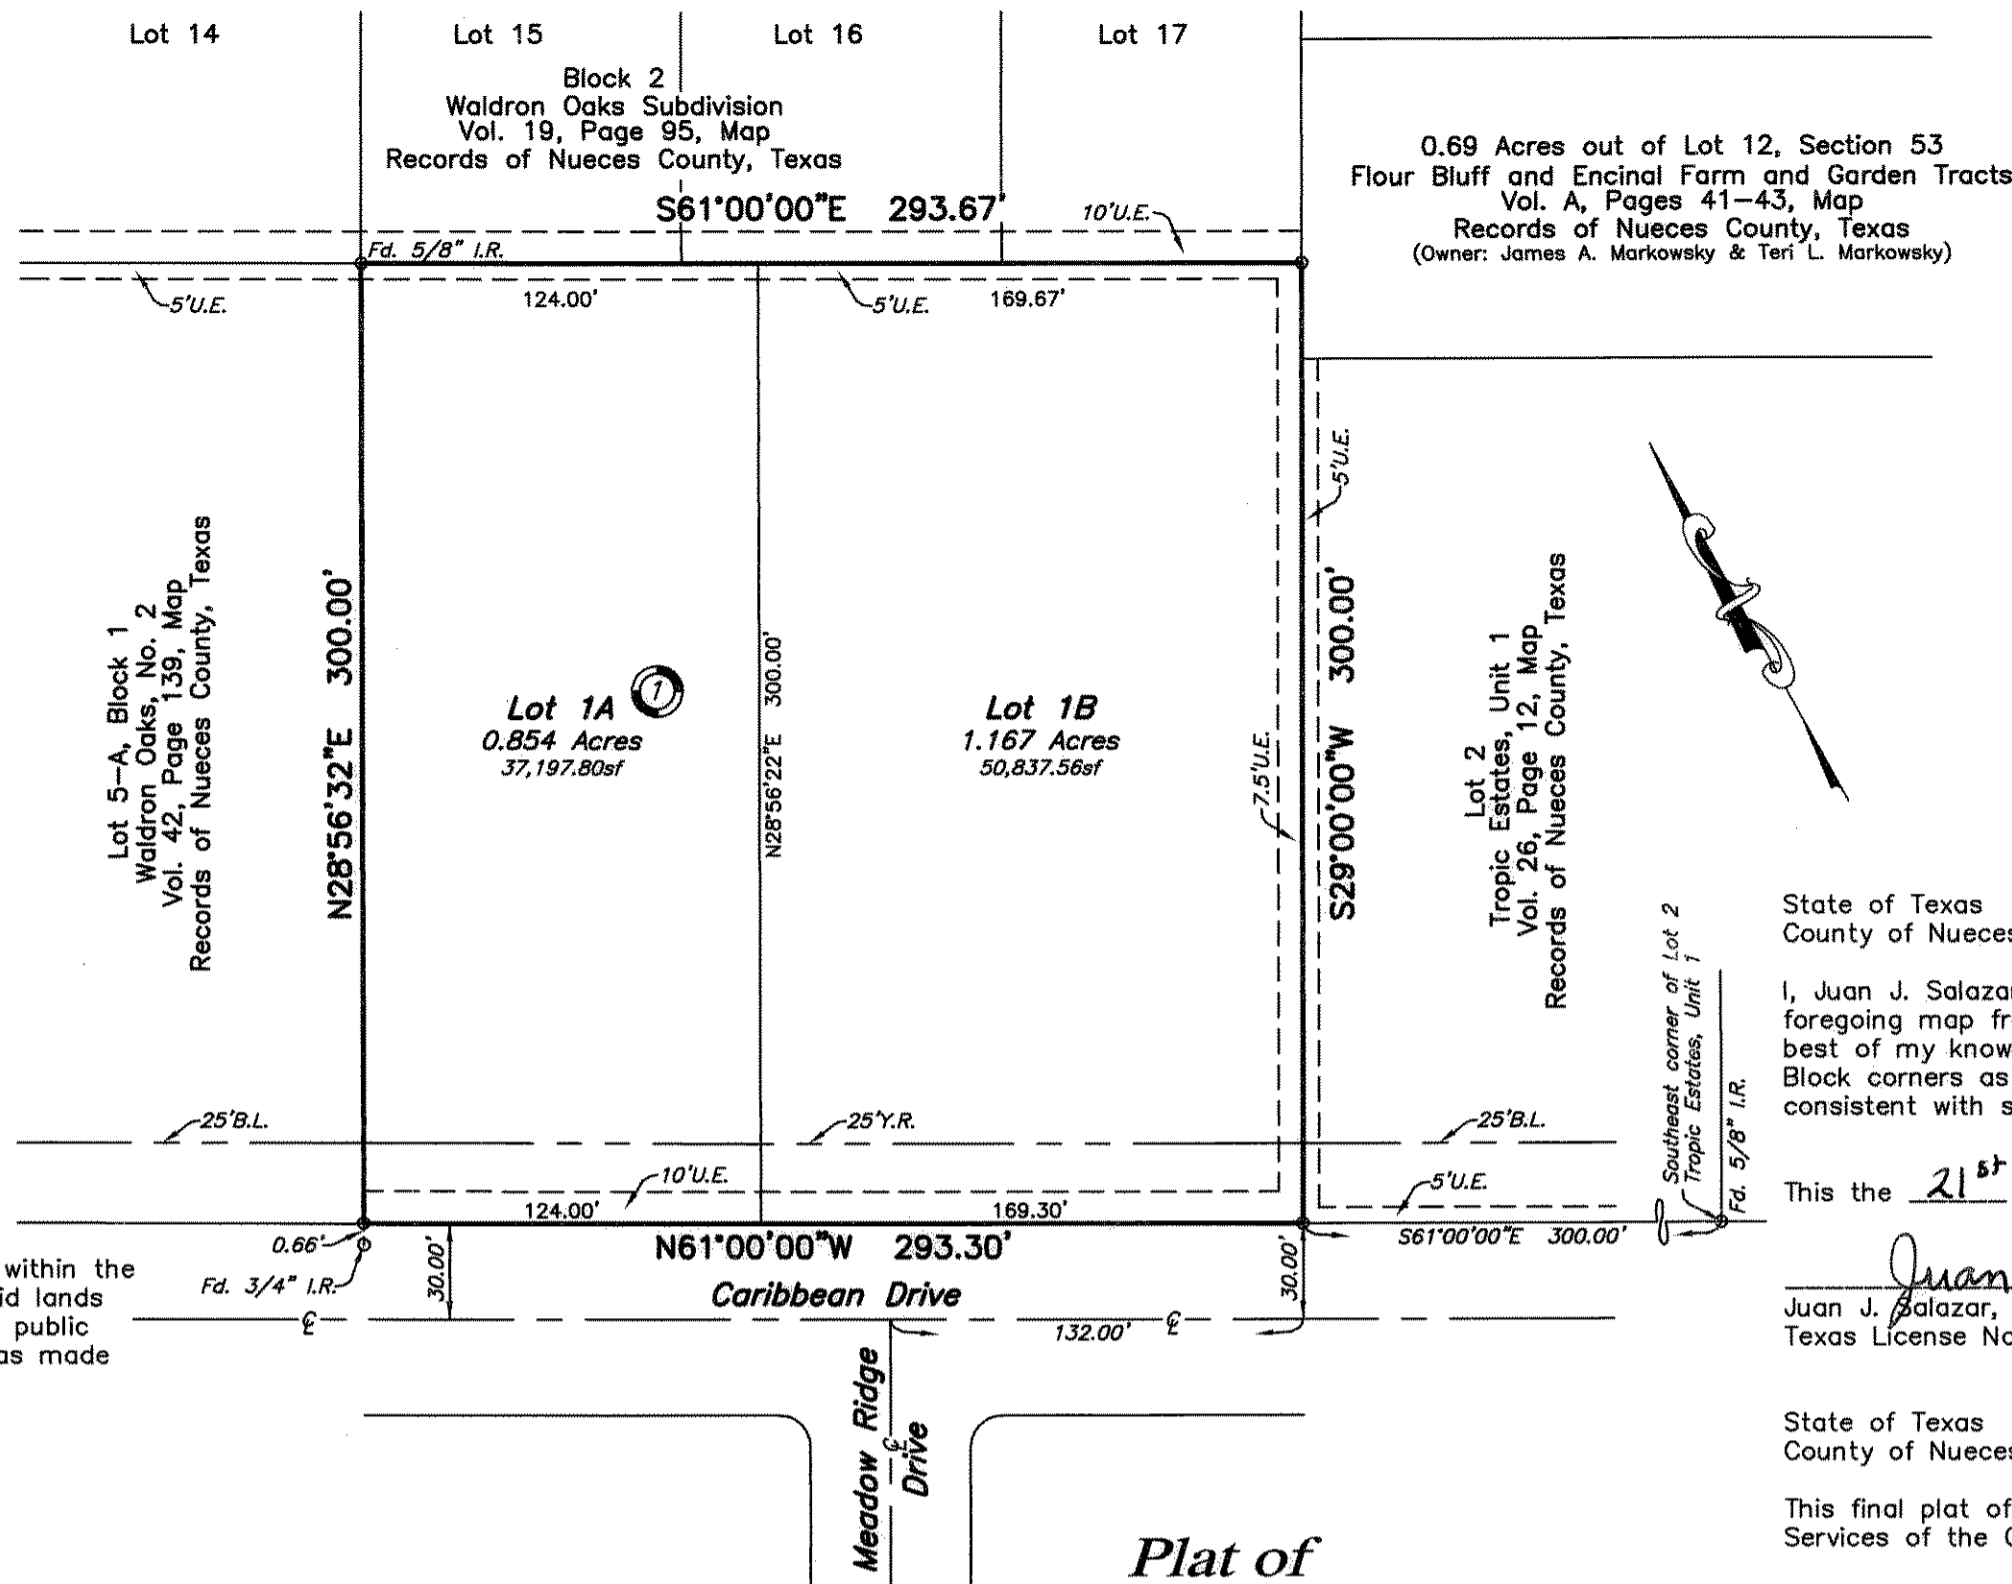 Lot 14
Lot 15
Lot 16
Lot 17
Block 2
Waldron Oaks Subdivision
Vol. 19, Page 95, Map
Records of Nueces County, Texas
S61°00'00"E 293.67'
10'U.E.
0.69 Acres out of Lot 12, Section 53
Flour Bluff and Encinal Farm and Garden Tracts
Vol. A, Pages 41-43, Map
Records of Nueces County, Texas
(Owner: James A. Markowsky & Teri L. Markowsky)
Fd. 5/8" I.R.
5'U.E.
124.00'
5'U.E.
169.67'
Lot 5-A, Block 1
Waldron Oaks, No. 2
Vol. 42, Page 139, Map
Records of Nueces County, Texas
N28°56'32"E 300.00'
Lot 1A
0.854 Acres
37,197.80sf
1
N28°56'22"E 300.00'
Lot 1B
1.167 Acres
50,837.56sf
7.5'U.E.
5'U.E.
S29°00'00"W 300.00'
Lot 2
Tropic Estates, Unit 1
Vol. 26, Page 12, Map
Records of Nueces County, Texas
Southeast corner of Lot 2
Tropic Estates, Unit 1
Fd. 5/8" I.R.
25'B.L.
25'Y.R.
25'B.L.
10'U.E.
5'U.E.
124.00'
169.30'
S61°00'00"E 300.00'
0.66'
Fd. 3/4" I.R.
30.00'
N61°00'00"W 293.30'
Caribbean Drive
30.00'
132.00'
Meadow Ridge
Drive
within the
id lands
public
as made
State of Texas
County of Nueces
I, Juan J. Salazar
foregoing map fr
best of my know
Block corners as
consistent with s
This the 21st
Juan
Juan J. Salazar,
Texas License No
State of Texas
County of Nueces
This final plat of
Services of the C
Plat of